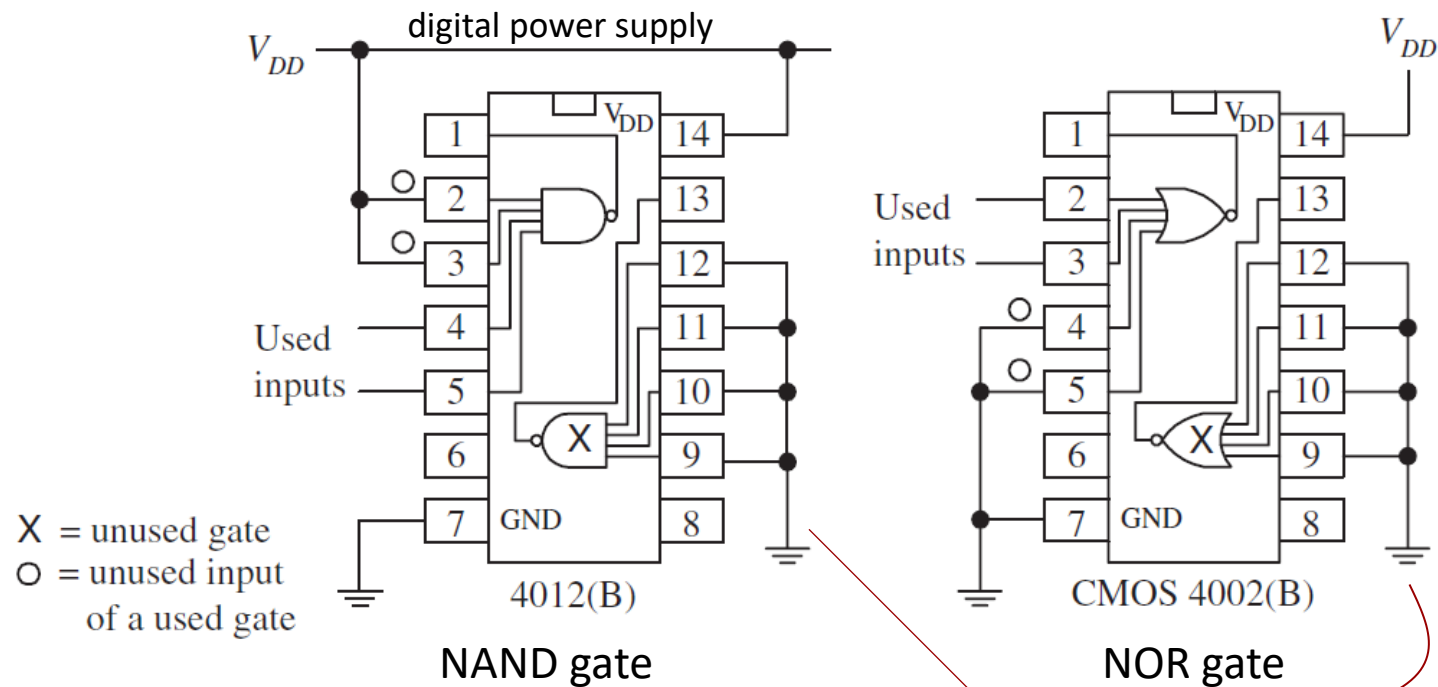 digital power supply
V_DD
V_DD
V_DD
1 14
2 13
3 12
4 11
5 10
6 9
7 GND 8
Used
inputs
X
4012(B)
NAND gate
X = unused gate
O = unused input
of a used gate
V_DD
1 14
2 13
3 12
4 11
5 10
6 9
7 GND 8
Used
inputs
X
CMOS 4002(B)
NOR gate